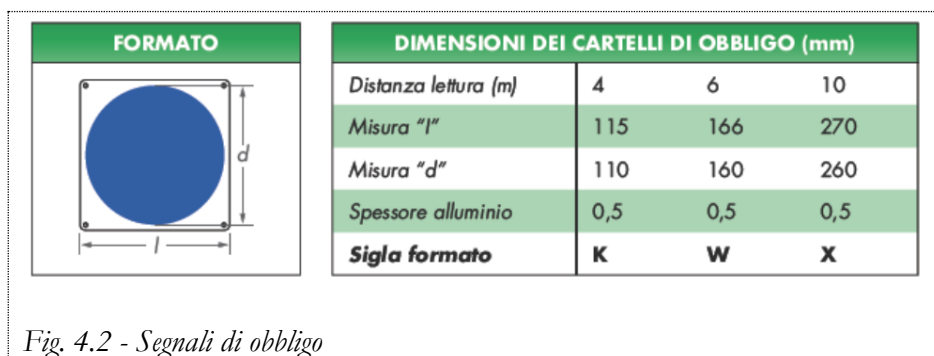 FORMATO
d
l
DIMENSIONI DEI CARTELLI DI OBBLIGO (mm)
Distanza lettura (m) 4 6 10
Misura "l" 115 166 270
Misura "d" 110 160 260
Spessore alluminio 0,5 0,5 0,5
Sigla formato K W X
Fig. 4.2 - Segnali di obbligo